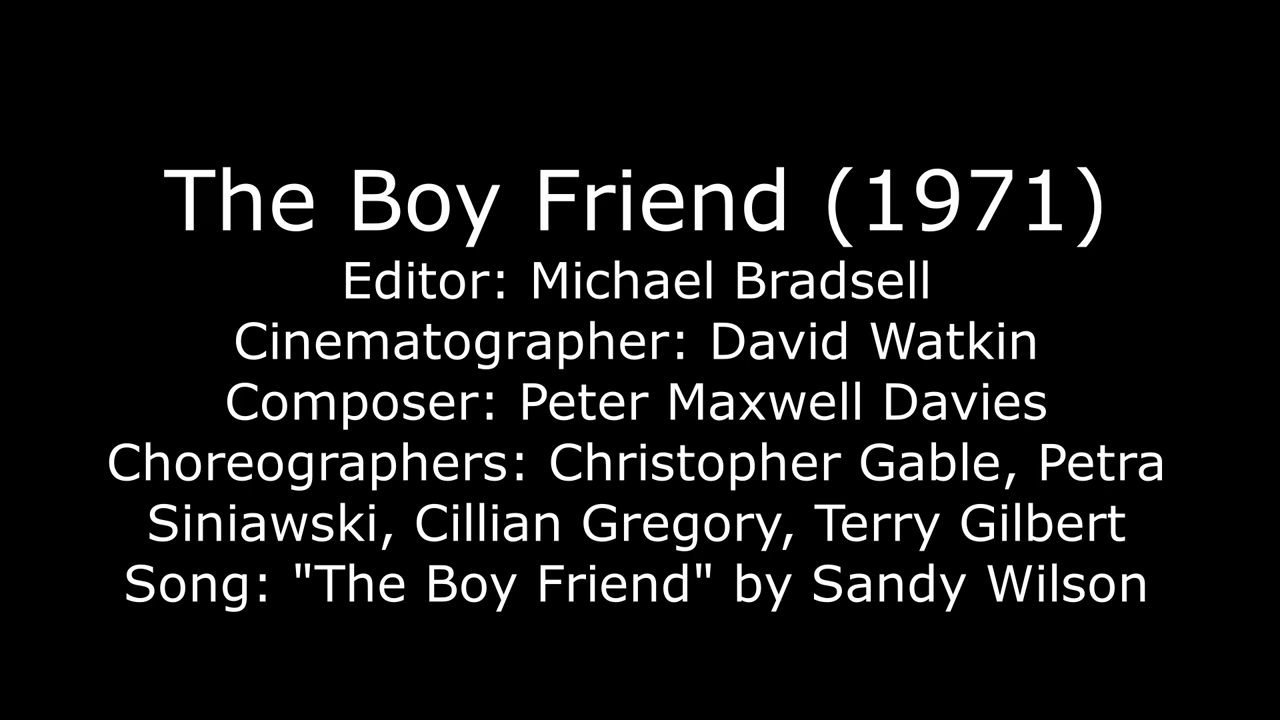 The Boy Friend (1971)
Editor: Michael Bradsell
Cinematographer: David Watkin
Composer: Peter Maxwell Davies
Choreographers: Christopher Gable, Petra
Siniawski, Cillian Gregory, Terry Gilbert
Song: "The Boy Friend" by Sandy Wilson